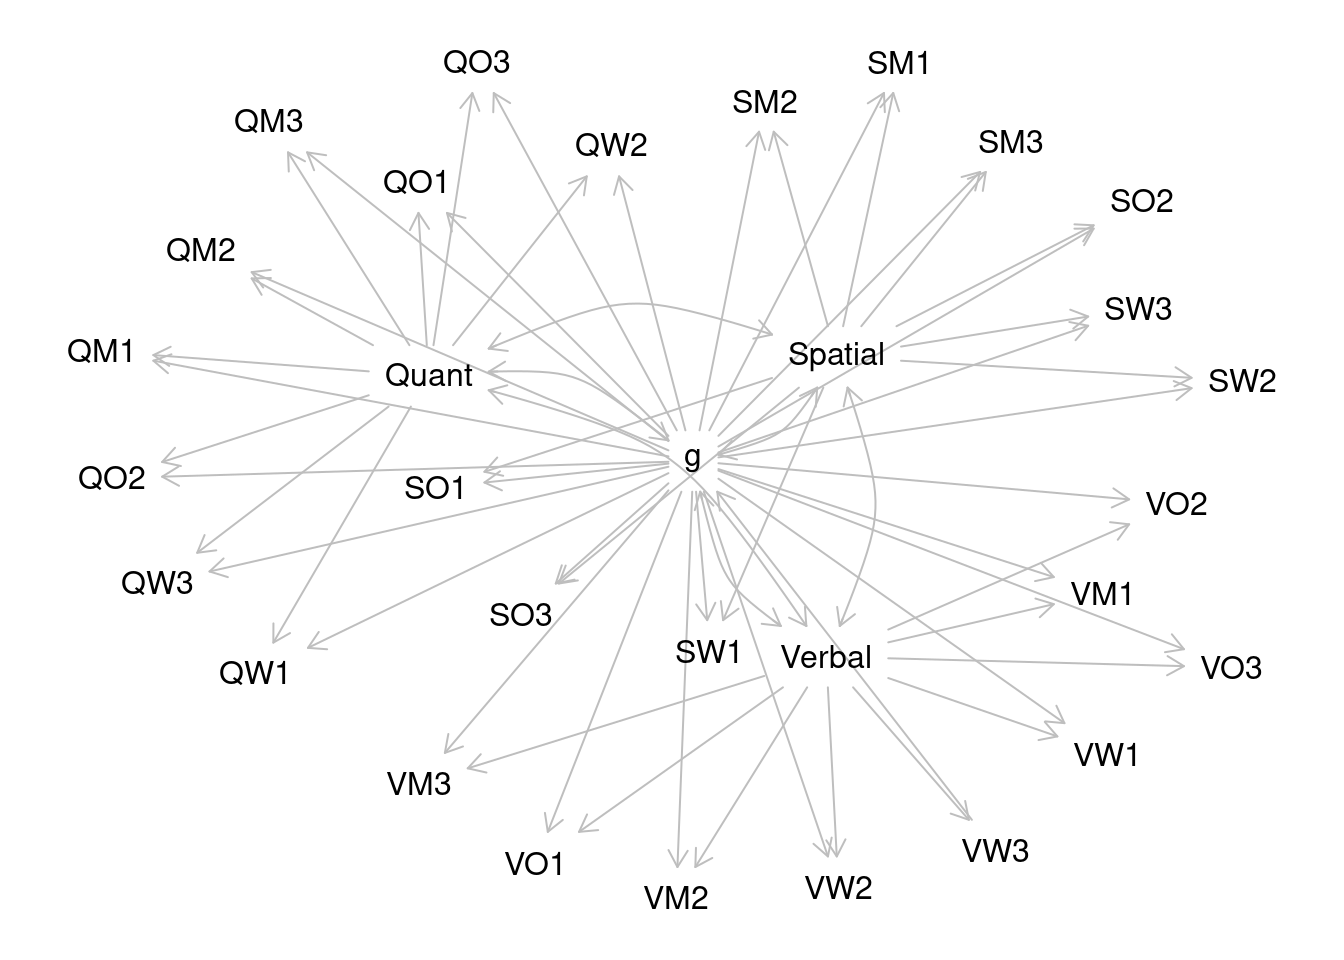 QO3
SM1
SM2
QM3
SM3
QW2
QO1
SO2
QM2
SW3
QM1
Spatial
Quant
SW2
g
QO2
SO1
VO2
QW3
VM1
SO3
SW1
Verbal
VO3
QW1
VW1
VM3
VW3
VO1
VW2
VM2